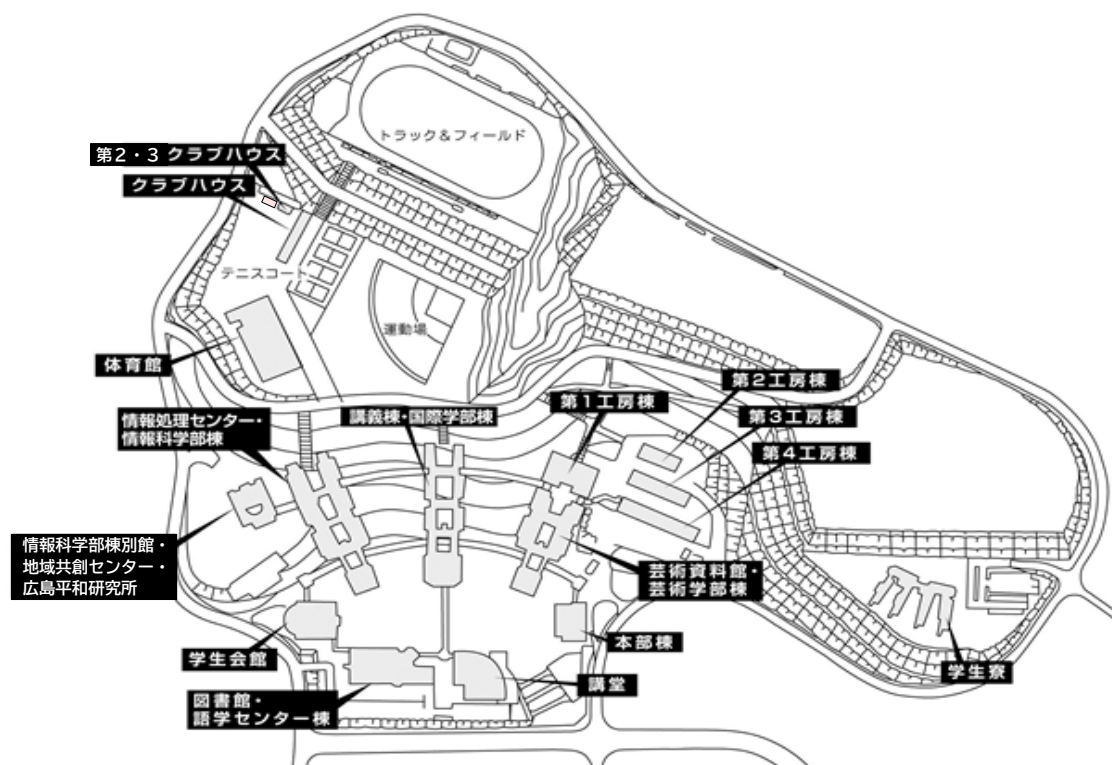 トラック&フィールド
第2・3 クラブハウス
クラブハウス
テニスコート
運動場
体育館
第2工房棟
第1工房棟
第3工房棟
第4工房棟
情報処理センター・
情報科学部棟
講義棟・国際学部棟
情報科学部棟別館・
地域共創センター・
広島平和研究所
芸術資料館・
芸術学部棟
本部棟
学生会館
講堂
学生寮
図書館・
語学センター棟